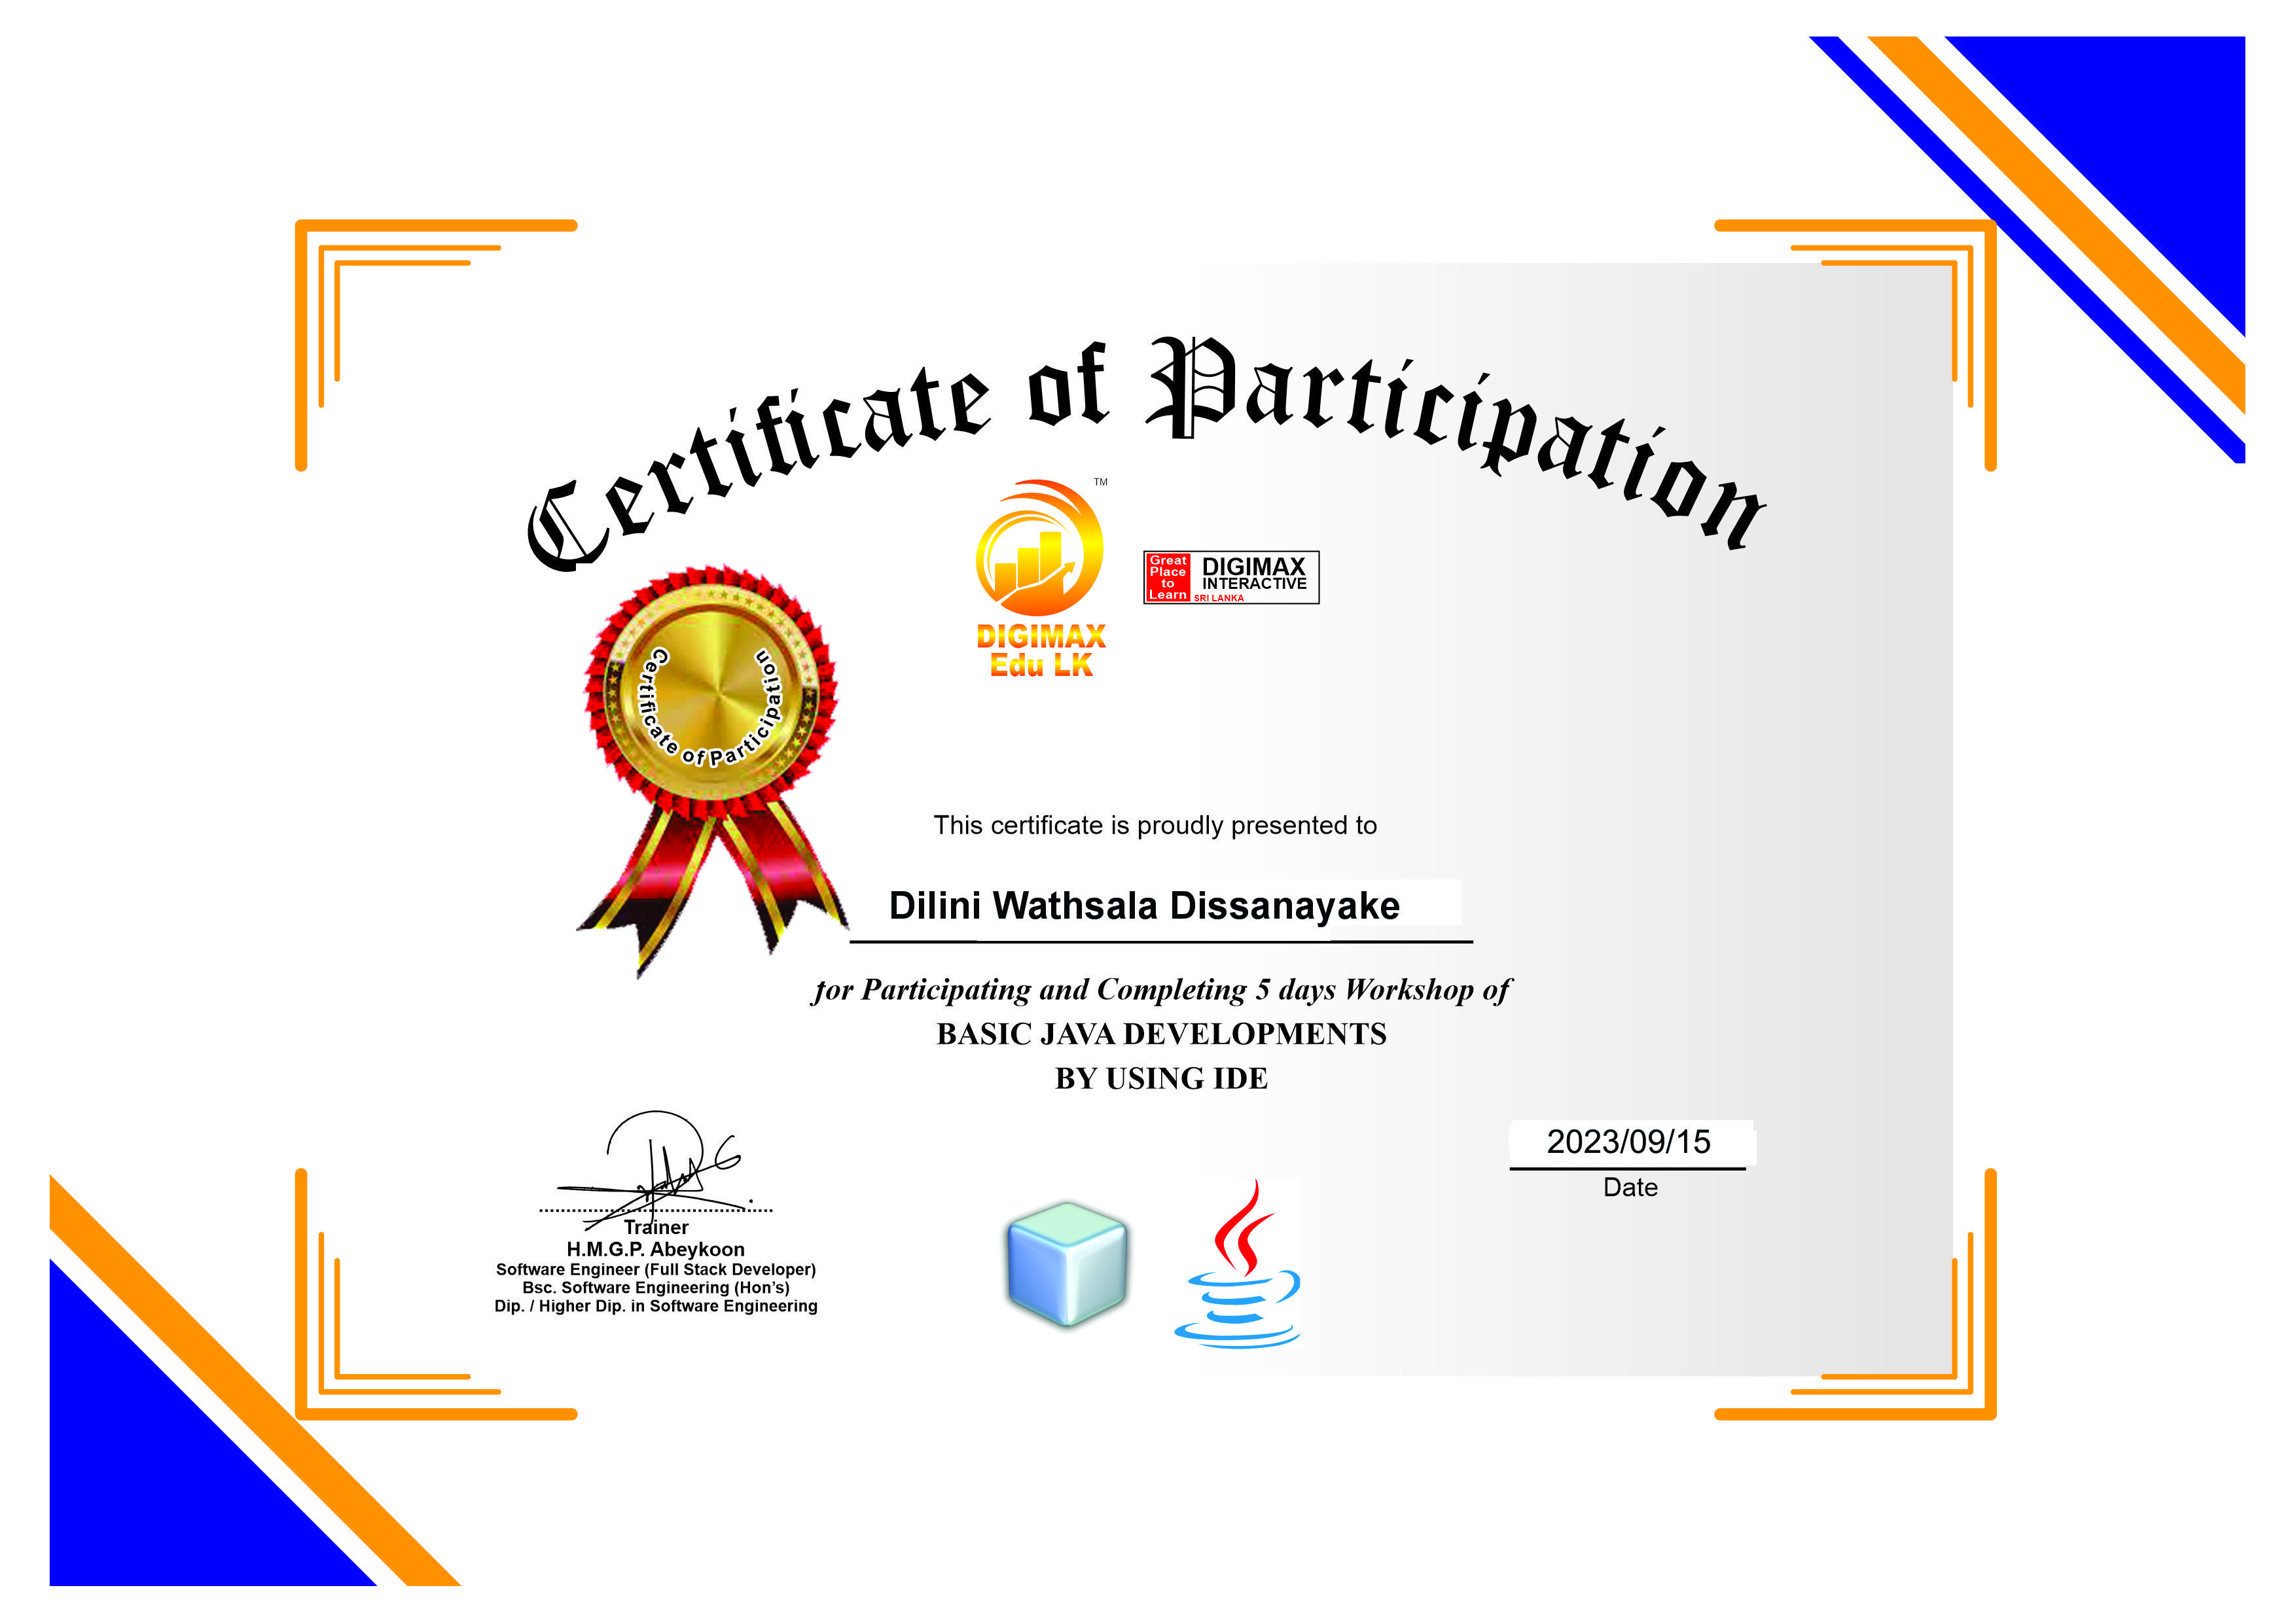 Certificate of Participation
TM
DIGIMAX
Edu LK
Great
Place
to
Learn
DIGIMAX
INTERACTIVE
SRI LANKA
Certificate of Participation
This certificate is proudly presented to
Dilini Wathsala Dissanayake
for Participating and Completing 5 days Workshop of
BASIC JAVA DEVELOPMENTS
BY USING IDE
2023/09/15
Date
Trainer
H.M.G.P. Abeykoon
Software Engineer (Full Stack Developer)
Bsc. Software Engineering (Hon's)
Dip. / Higher Dip. in Software Engineering